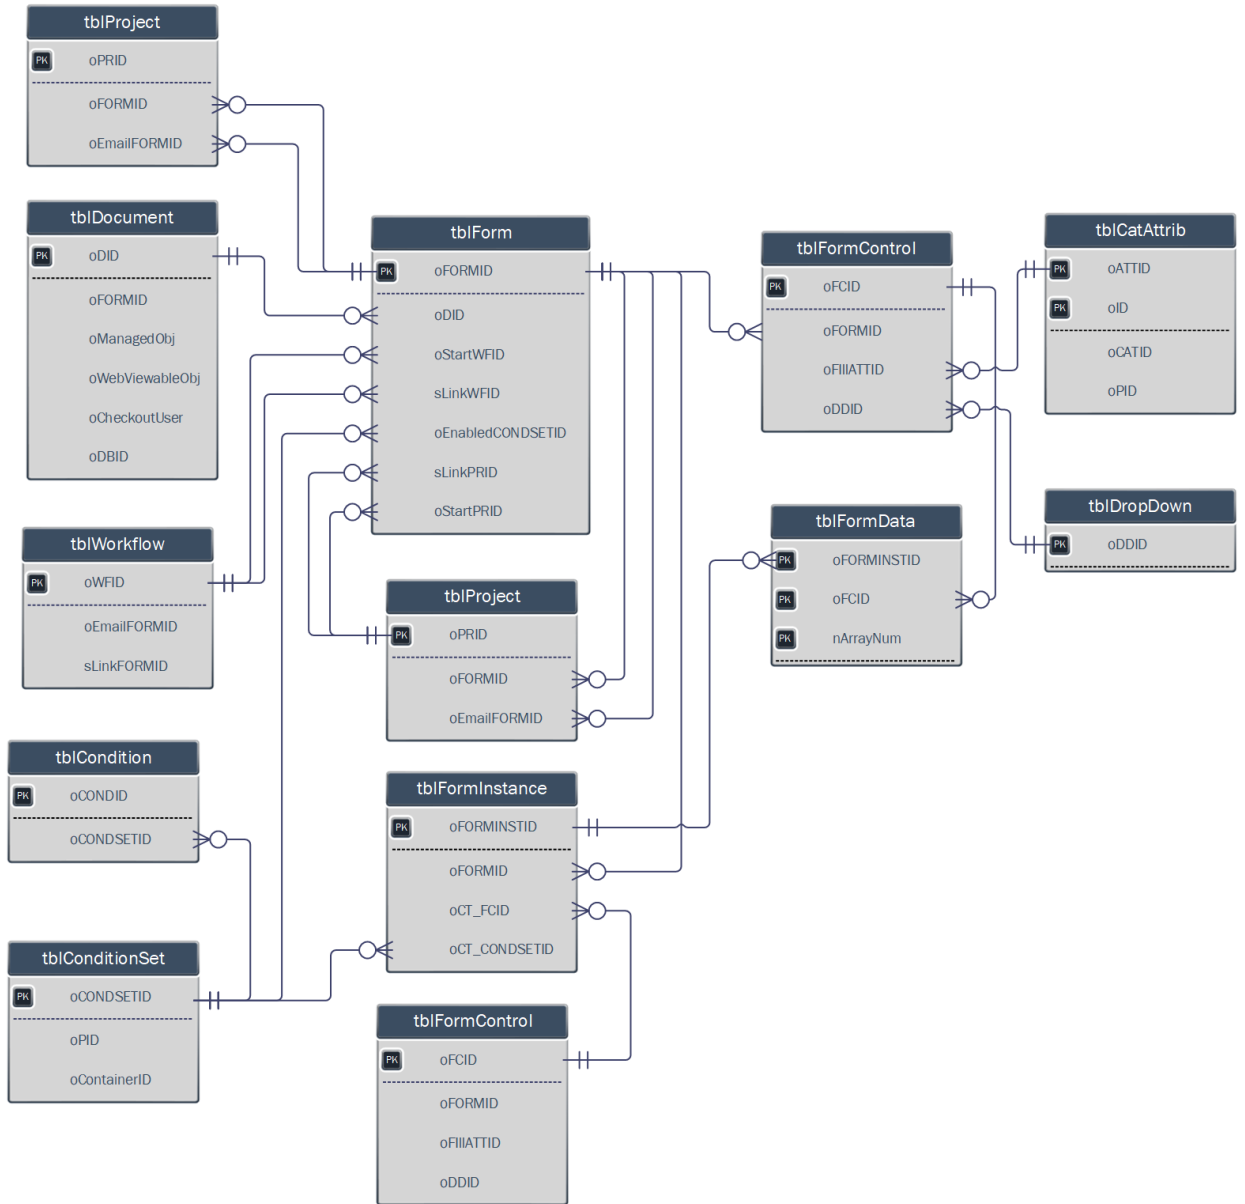 tblProject
PK oPRID
oFORMID
oEmailFORMID
tblDocument
PK oDID
oFORMID
oManagedObj
oWebViewableObj
oCheckoutUser
oDBID
tblWorkflow
PK oWFID
oEmailFORMID
sLinkFORMID
tblCondition
PK oCONDID
oCONDSETID
tblConditionSet
PK oCONDSETID
oPID
oContainerID
tblForm
PK oFORMID
oDID
oStartWFID
sLinkWFID
oEnabledCONDSETID
sLinkPRID
oStartPRID
tblProject
PK oPRID
oFORMID
oEmailFORMID
tblFormInstance
PK oFORMINSTID
oFORMID
oCT_FCID
oCT_CONDSETID
tblFormControl
PK oFCID
oFORMID
oFIllATTID
oDDID
tblFormControl
PK oFCID
oFORMID
oFIllATTID
oDDID
tblFormData
PK oFORMINSTID
PK oFCID
PK nArrayNum
tblCatAttrib
PK oATTID
PK oID
oCATID
oPID
tblDropDown
PK oDDID